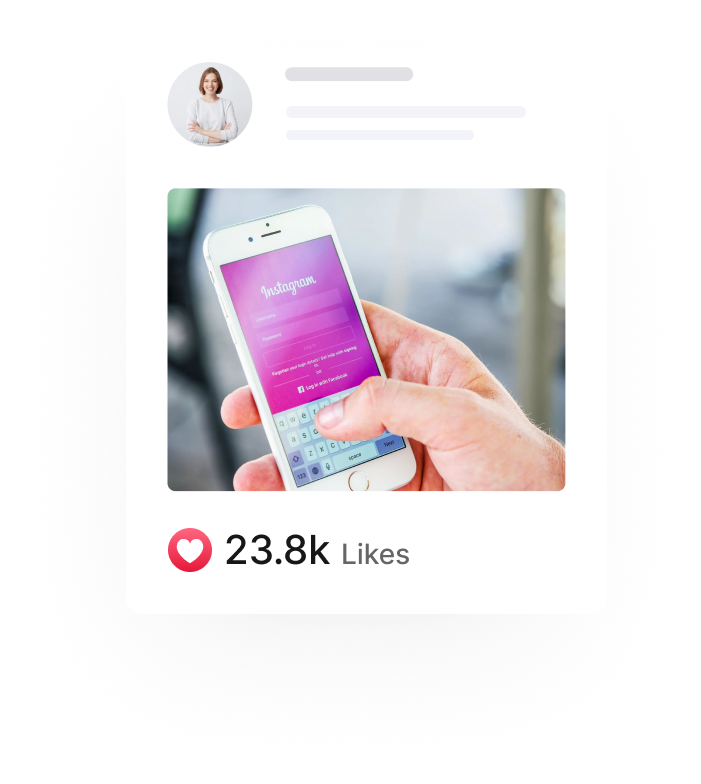 Instagram
Username
Password
Log In
Forgotten your login details? Get help with signing
in.
OR
Log in with Facebook
q w e r
a s
z x c
123 space
23.8k Likes